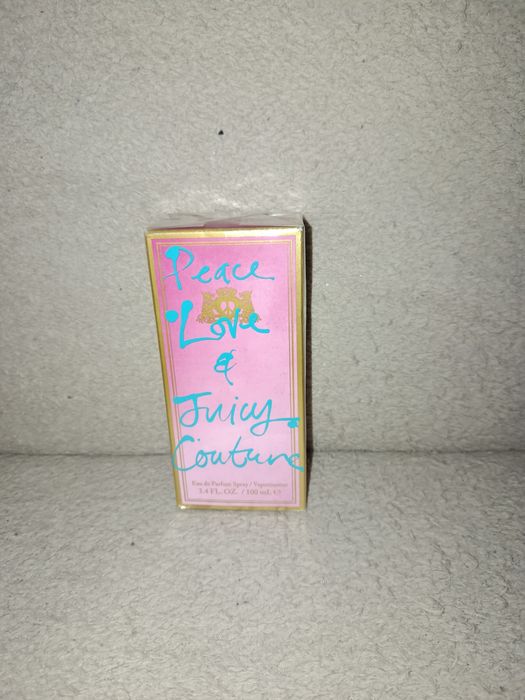 Peace
Love
&
Juicy
Couture
Eau de Parfum Spray / Vaporisateur
3.4 FL. OZ. / 100 mL ℮